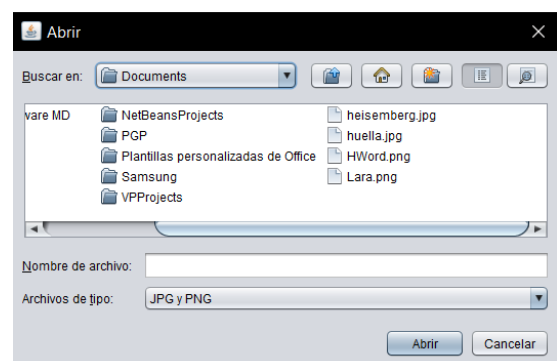 Abrir
Buscar en: Documents
vare MD NetBeansProjects heisemberg.jpg
PGP huella.jpg
Plantillas personalizadas de Office HWord.png
Samsung Lara.png
VPProjects
Nombre de archivo:
Archivos de tipo: JPG y PNG
Abrir Cancelar